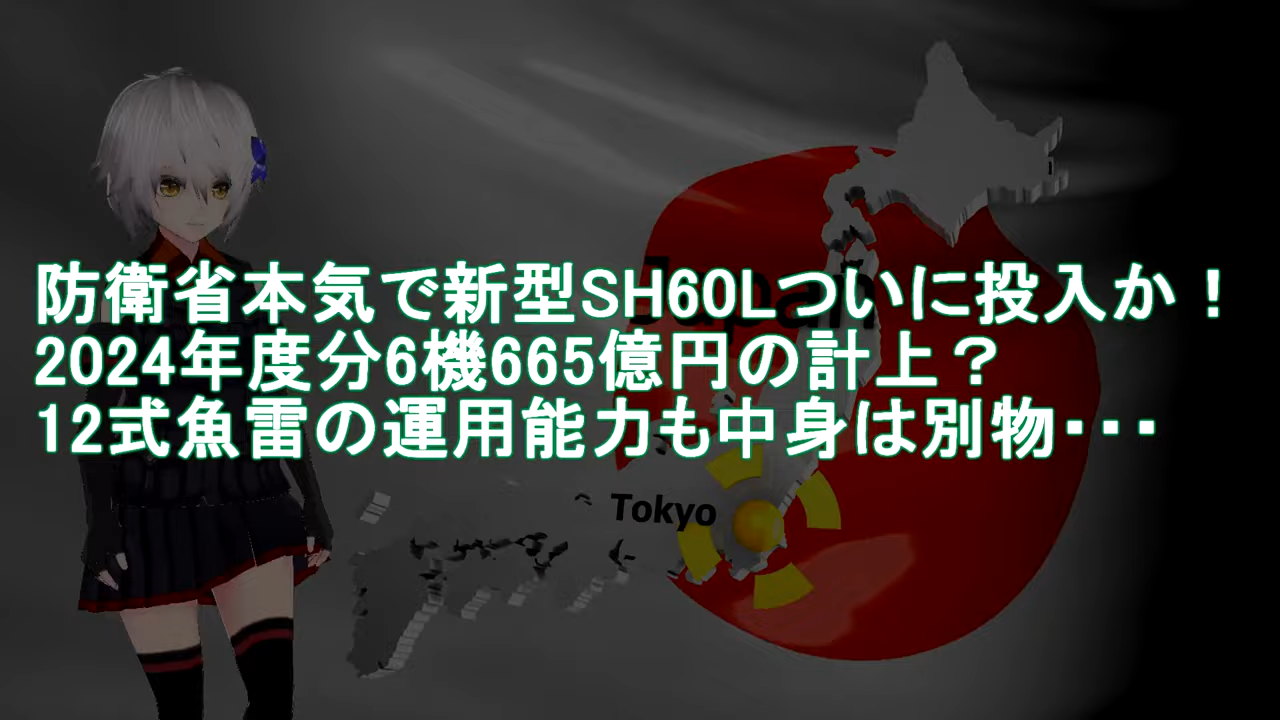 防衛省本気で新型SH60Lついに投入か！
2024年度分6機665億円の計上？
12式魚雷の運用能力も中身は別物・・・
Japan
Tokyo